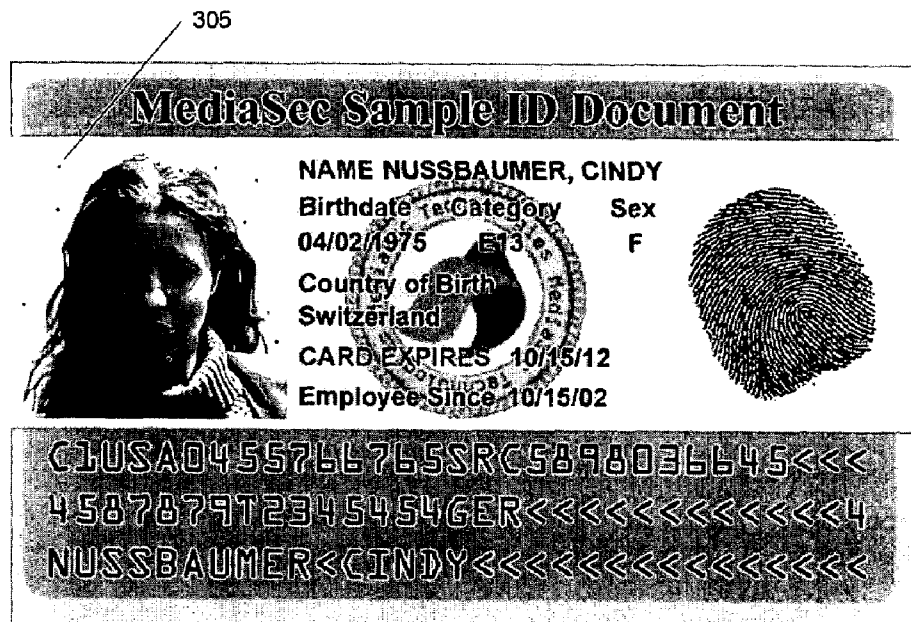 305
MediaSec Sample ID Document
NAME NUSSBAUMER, CINDY
Birthdate Category Sex
04/02/1975 E13 F
Country of Birth
Switzerland
CARD EXPIRES 10/15/12
Employee Since 10/15/02
C1USA0455766765SRC5898036645<<<
4587879T2345454GER<<<<<<<<<<<<4
NUSSBAUMER<CINDY<<<<<<<<<<<<<<<